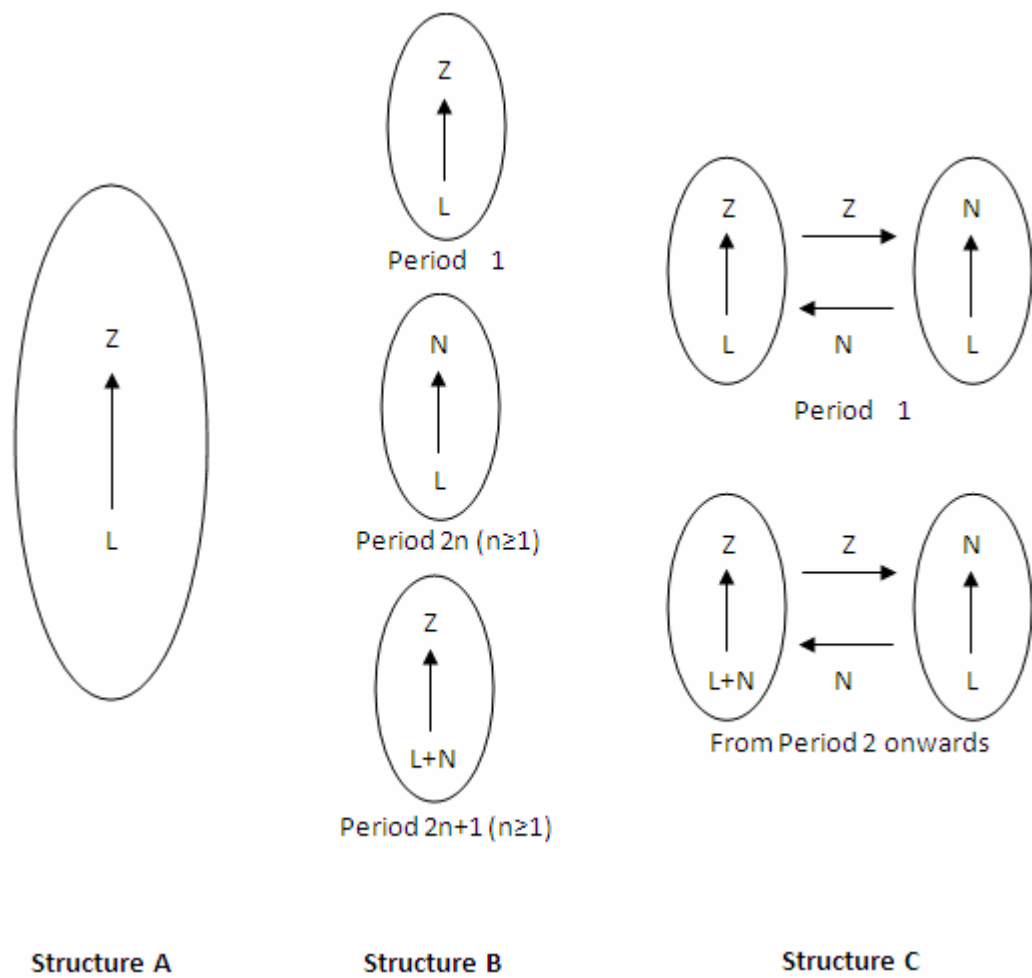 Z
L
Structure A
Z
L
Period 1
N
L
Period 2n (n≥1)
Z
L+N
Period 2n+1 (n≥1)
Structure B
Z Z N
L N L
Period 1
Z Z N
L+N N L
From Period 2 onwards
Structure C